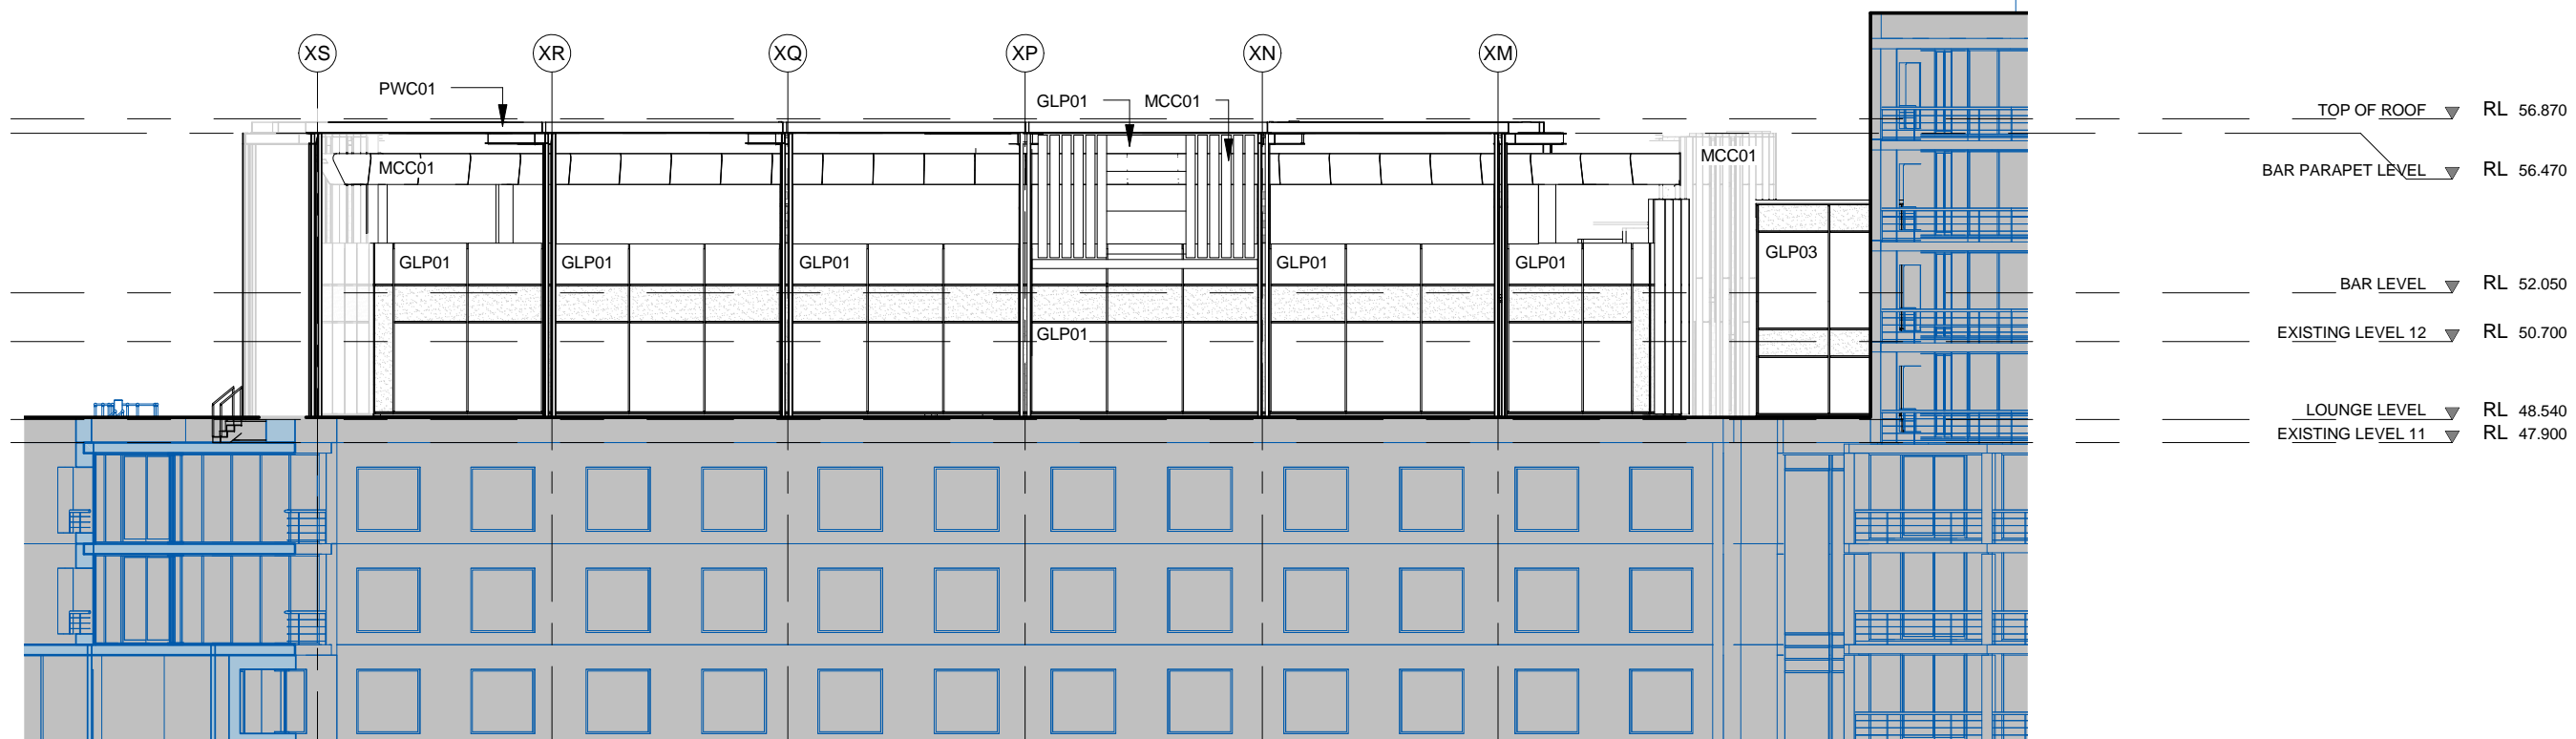 XS
XR
XQ
XP
XN
XM
PWC01
GLP01
MCC01
TOP OF ROOF RL 56.870
MCC01
MCC01
BAR PARAPET LEVEL RL 56.470
GLP01
GLP01
GLP01
GLP01
GLP01
GLP03
BAR LEVEL RL 52.050
GLP01
EXISTING LEVEL 12 RL 50.700
LOUNGE LEVEL RL 48.540
EXISTING LEVEL 11 RL 47.900